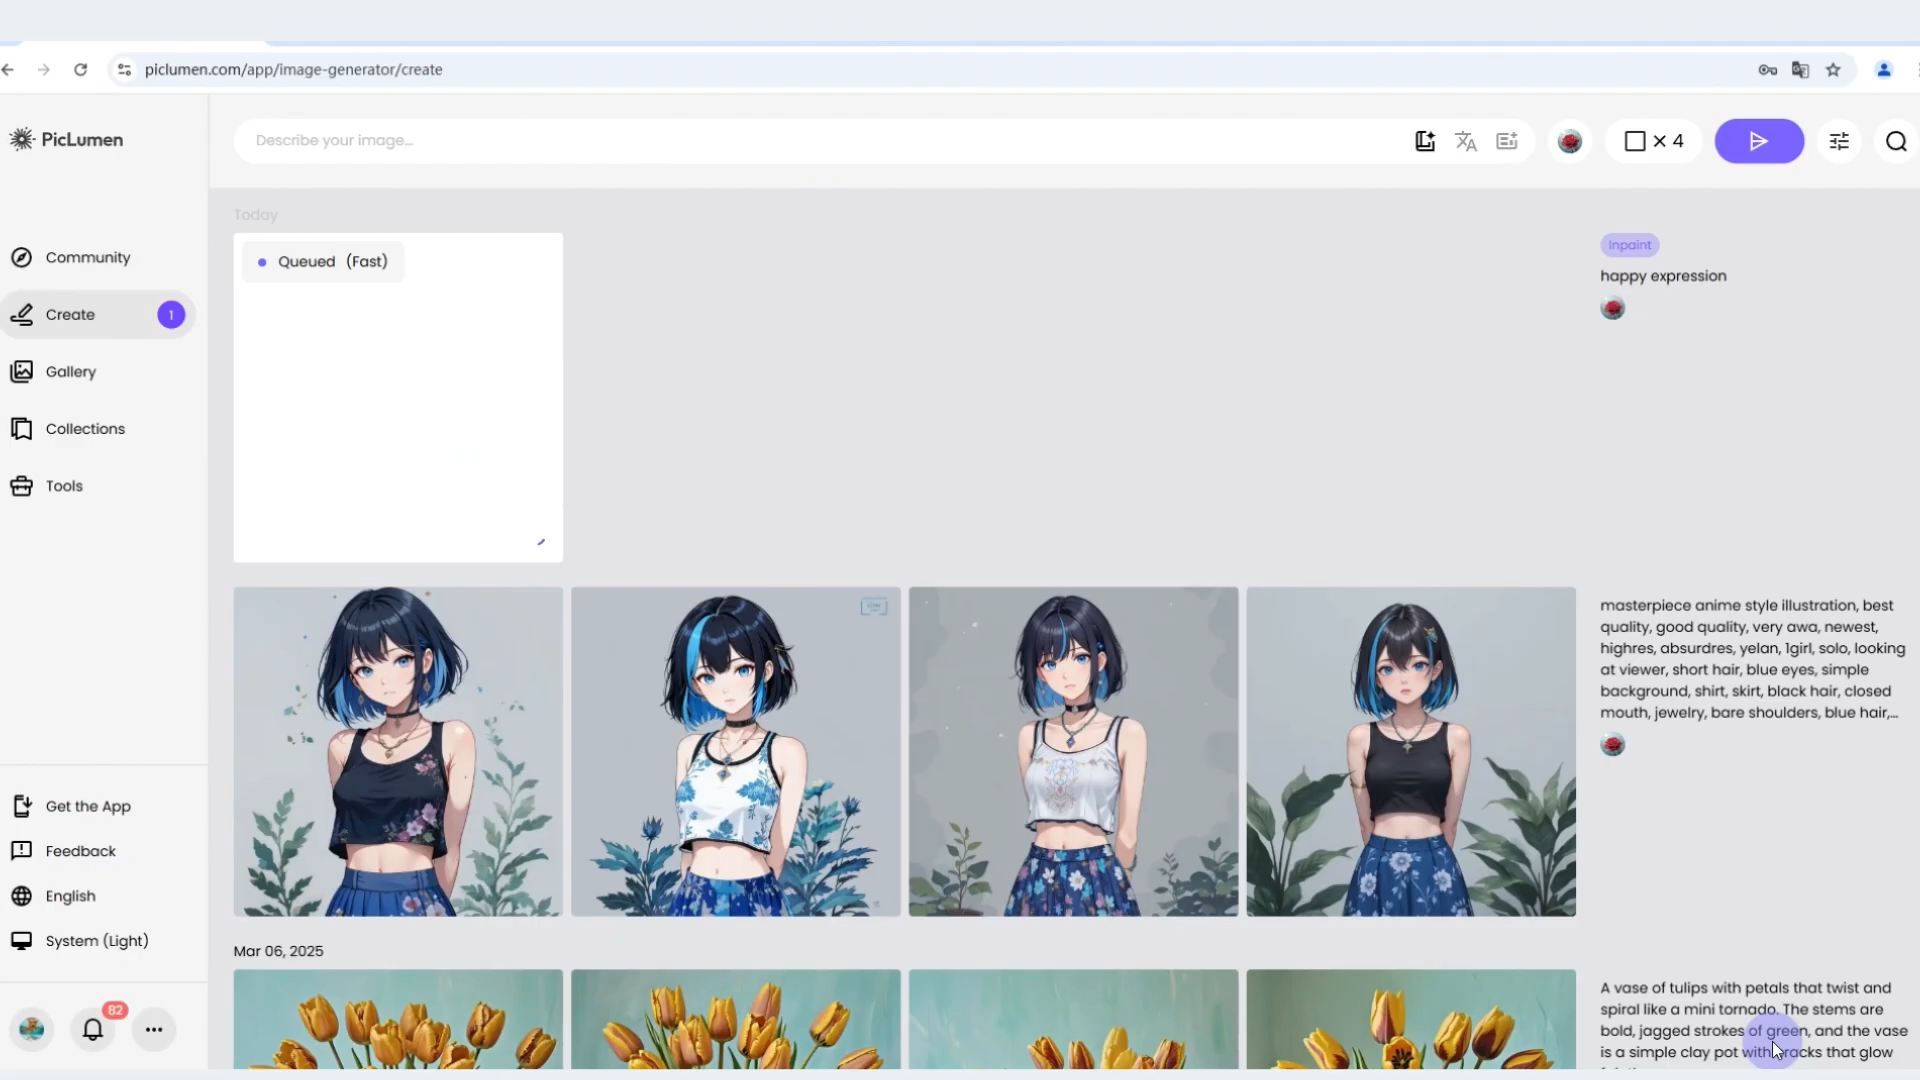 piclumen.com/app/image-generator/create
PicLumen
Describe your image...
× 4
Community
Create
1
Gallery
Collections
Tools
Get the App
Feedback
English
System (Light)
82
Today
Queued (Fast)
Inpaint
happy expression
masterpiece anime style illustration, best
quality, good quality, very awa, newest,
highres, absurdres, yelan, 1girl, solo, looking
at viewer, short hair, blue eyes, simple
background, shirt, skirt, black hair, closed
mouth, jewelry, bare shoulders, blue hair,...
Mar 06, 2025
A vase of tulips with petals that twist and
spiral like a mini tornado. The stems are
bold, jagged strokes of green, and the vase
is a simple clay pot with cracks that glow